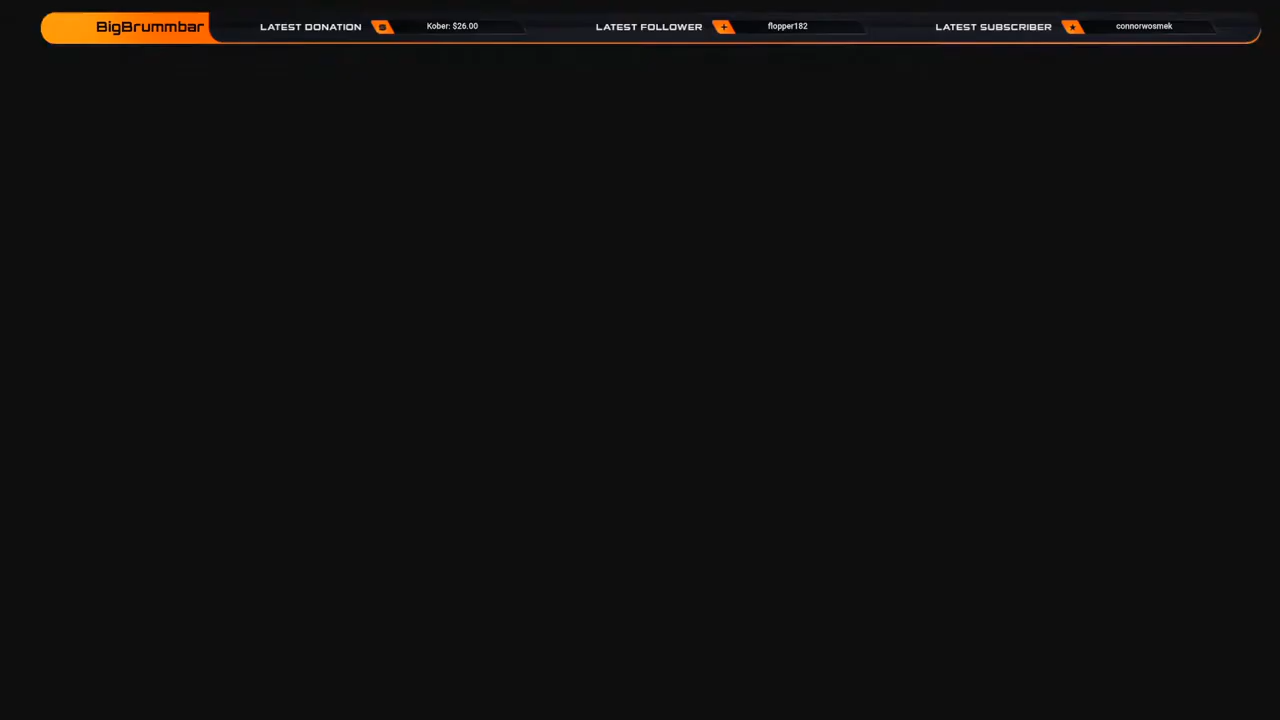 BigBrummbar LATEST DONATION Kober: $26.00 LATEST FOLLOWER flopper182 LATEST SUBSCRIBER connorwosmek